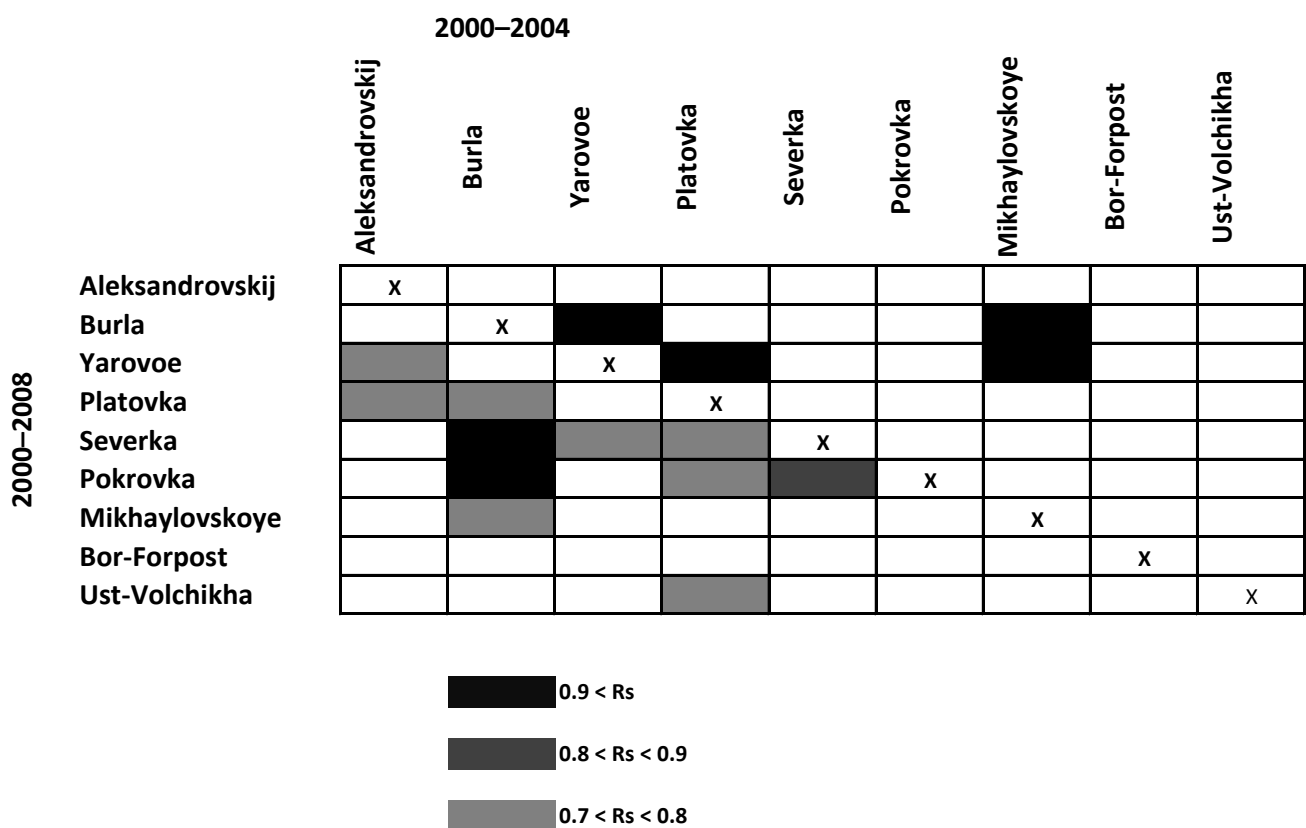 2000–2004
Aleksandrovskij
Burla
Yarovoe
Platovka
Severka
Pokrovka
Mikhaylovskoye
Bor-Forpost
Ust-Volchikha
2000–2008
Aleksandrovskij X
Burla X
Yarovoe X
Platovka X
Severka X
Pokrovka X
Mikhaylovskoye X
Bor-Forpost X
Ust-Volchikha X
0.9 < Rs
0.8 < Rs < 0.9
0.7 < Rs < 0.8